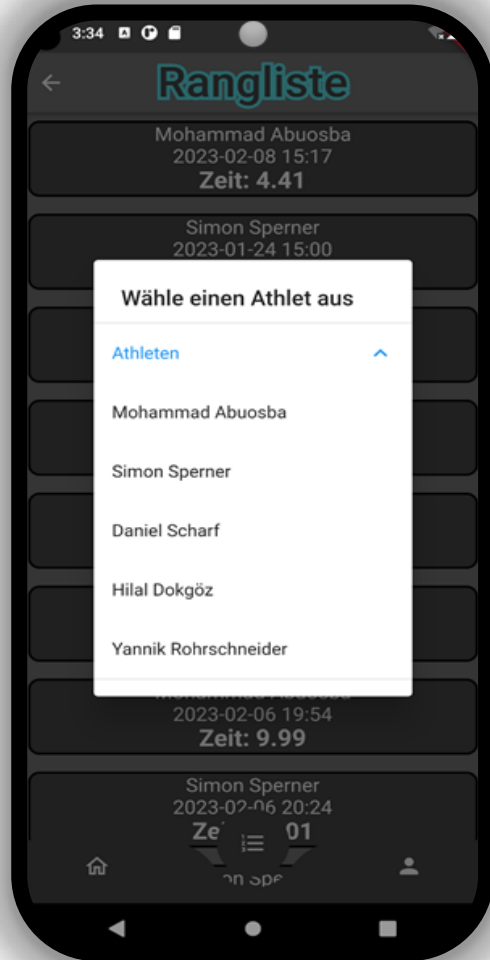 3:34
Rangliste
Mohammad Abuosba
2023-02-08 15:17
Zeit: 4.41
Simon Sperner
2023-01-24 15:00
Wähle einen Athlet aus
Athleten
Mohammad Abuosba
Simon Sperner
Daniel Scharf
Hilal Dokgöz
Yannik Rohrschneider
2023-02-06 19:54
Zeit: 9.99
Simon Sperner
2023-02-06 20:24